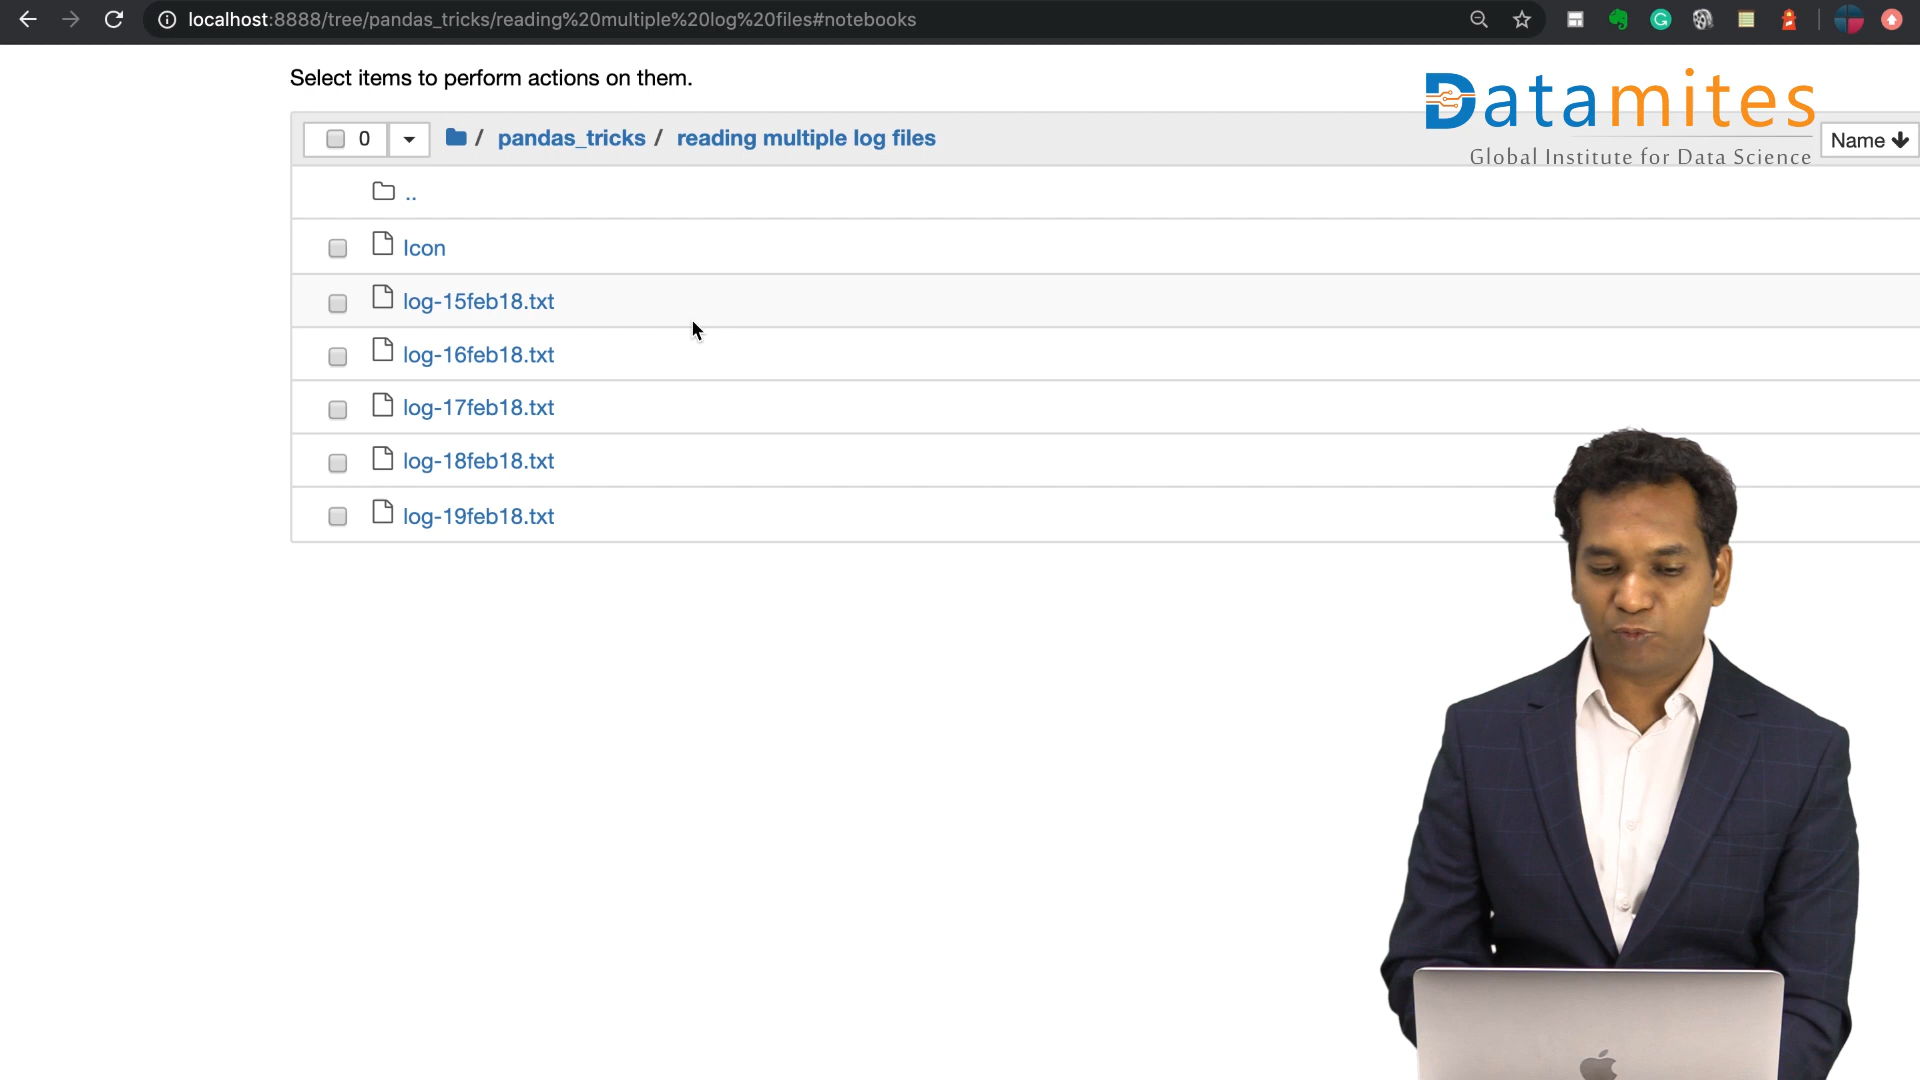 localhost:8888/tree/pandas_tricks/reading%20multiple%20log%20files#notebooks
Select items to perform actions on them.
Datamites
Global Institute for Data Science
0
/ pandas_tricks / reading multiple log files
Name
..
Icon
log-15feb18.txt
log-16feb18.txt
log-17feb18.txt
log-18feb18.txt
log-19feb18.txt